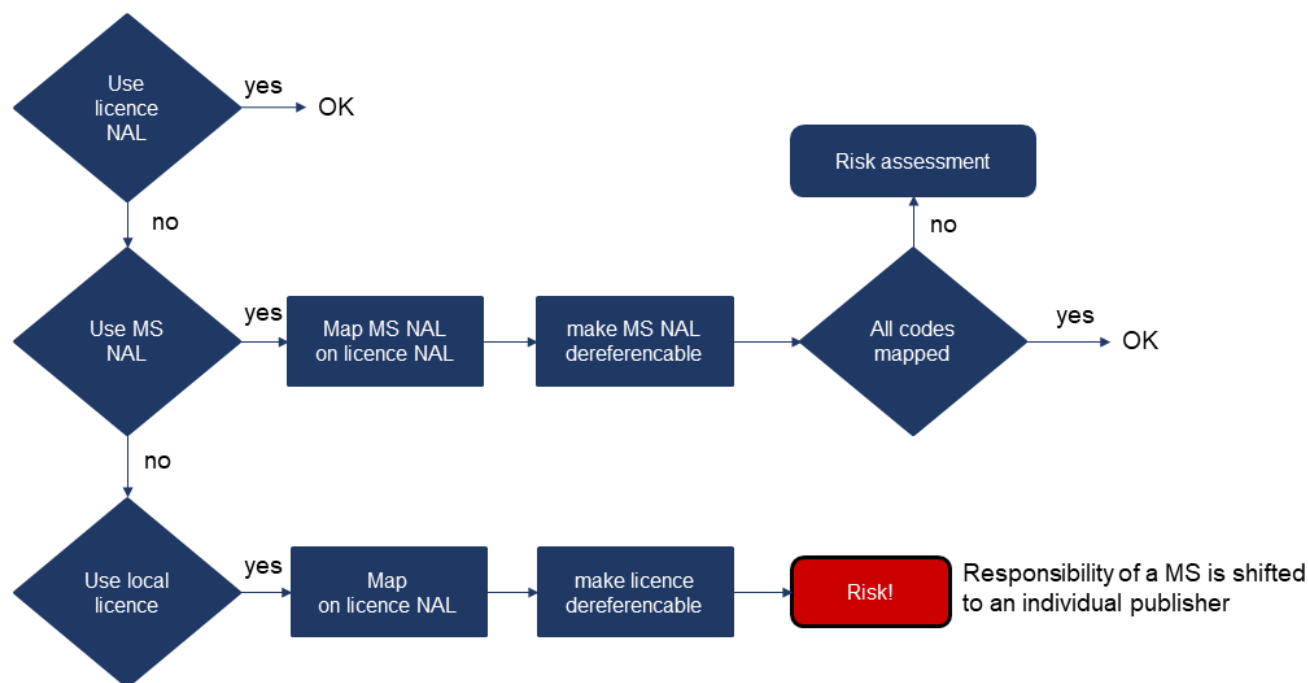 Use
licence
NAL
yes
OK
no
Risk assessment
no
Use MS
NAL
yes
Map MS NAL
on licence NAL
make MS NAL
dereferencable
All codes
mapped
yes
OK
no
Use local
licence
yes
Map
on licence NAL
make licence
dereferencable
Risk!
Responsibility of a MS is shifted
to an individual publisher